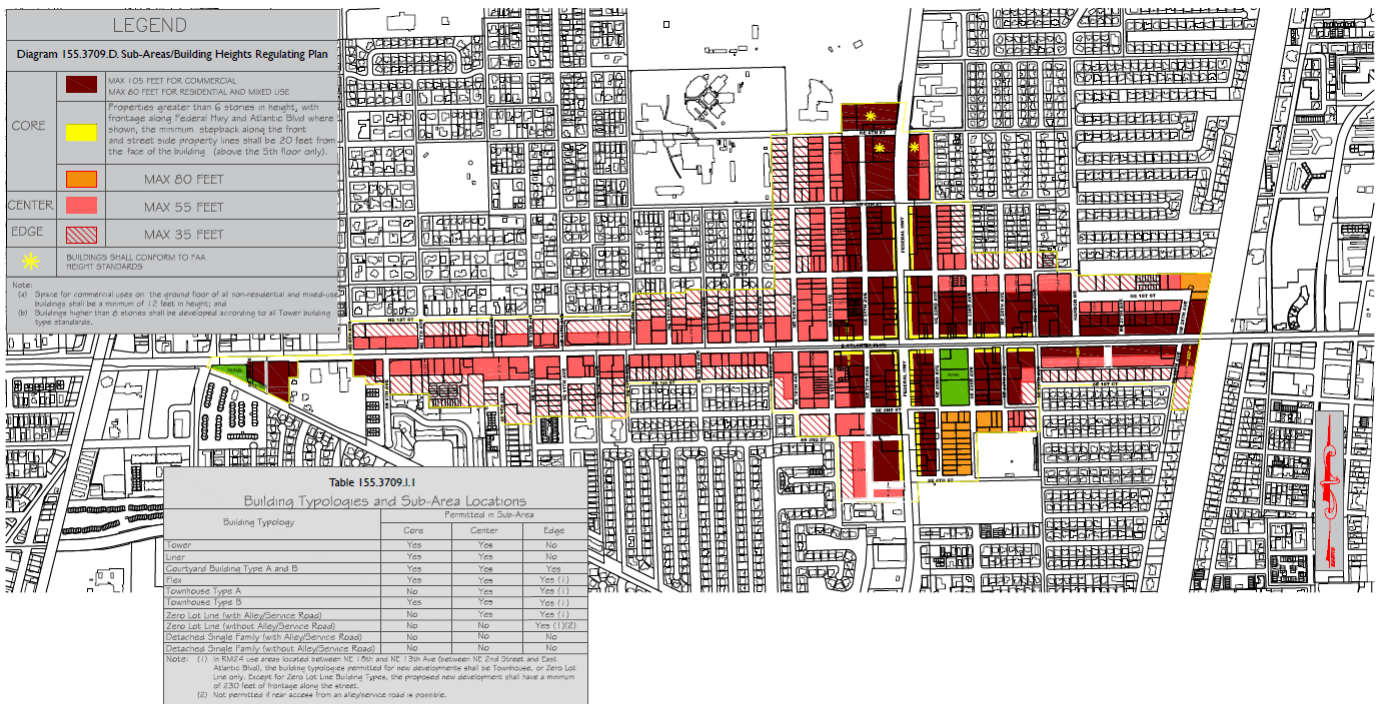 LEGEND
Diagram 155.3709.D. Sub-Areas/Building Heights Regulating Plan
CORE
MAX 105 FEET FOR COMMERCIAL
MAX 80 FEET FOR RESIDENTIAL AND MIXED USE
Properties greater than 6 stories in height, with
frontage along Federal Hwy and Atlantic Blvd where
shown, the minimum stepback along the front
and street side property lines shall be 20 feet from
the face of the building (above the 5th floor only).
MAX 80 FEET
CENTER
MAX 55 FEET
EDGE
MAX 35 FEET
BUILDINGS SHALL CONFORM TO FAA
HEIGHT STANDARDS
Note:
(a) Space for commercial uses on the ground floor of all non-residential and mixed-use
buildings shall be a minimum of 12 feet in height; and
(b) Buildings higher than 8 stories shall be developed according to all Tower building
type standards.
FEDERAL HWY
NE 1ST ST
NE 1ST ST
E ATLANTIC BLVD
SE 1ST ST
SE 2ND ST
FEDERAL HWY
SE 4TH ST
Table 155.3709.I.1
Building Typologies and Sub-Area Locations
Building Typology Permitted in Sub-Area
Core Center Edge
Tower Yes Yes No
Liner Yes Yes No
Courtyard Building Type A and B Yes Yes Yes
Flex Yes Yes Yes (1)
Townhouse Type A No Yes Yes (1)
Townhouse Type B Yes Yes Yes (1)
Zero Lot Line (with Alley/Service Road) No Yes Yes (1)
Zero Lot Line (without Alley/Service Road) No No Yes (1)(2)
Detached Single Family (with Alley/Service Road) No No No
Detached Single Family (without Alley/Service Road) No No No
Note: (1) In RM24 use areas located between NE 18th and NE 13th Ave (between NE 2nd Street and East
Atlantic Blvd), the building typologies permitted for new developments shall be Townhouse, or Zero Lot
Line only. Except for Zero Lot Line Building Types, the proposed new development shall have a minimum
of 230 feet of frontage along the street.
(2) Not permitted if rear access from an alley/service road is possible.